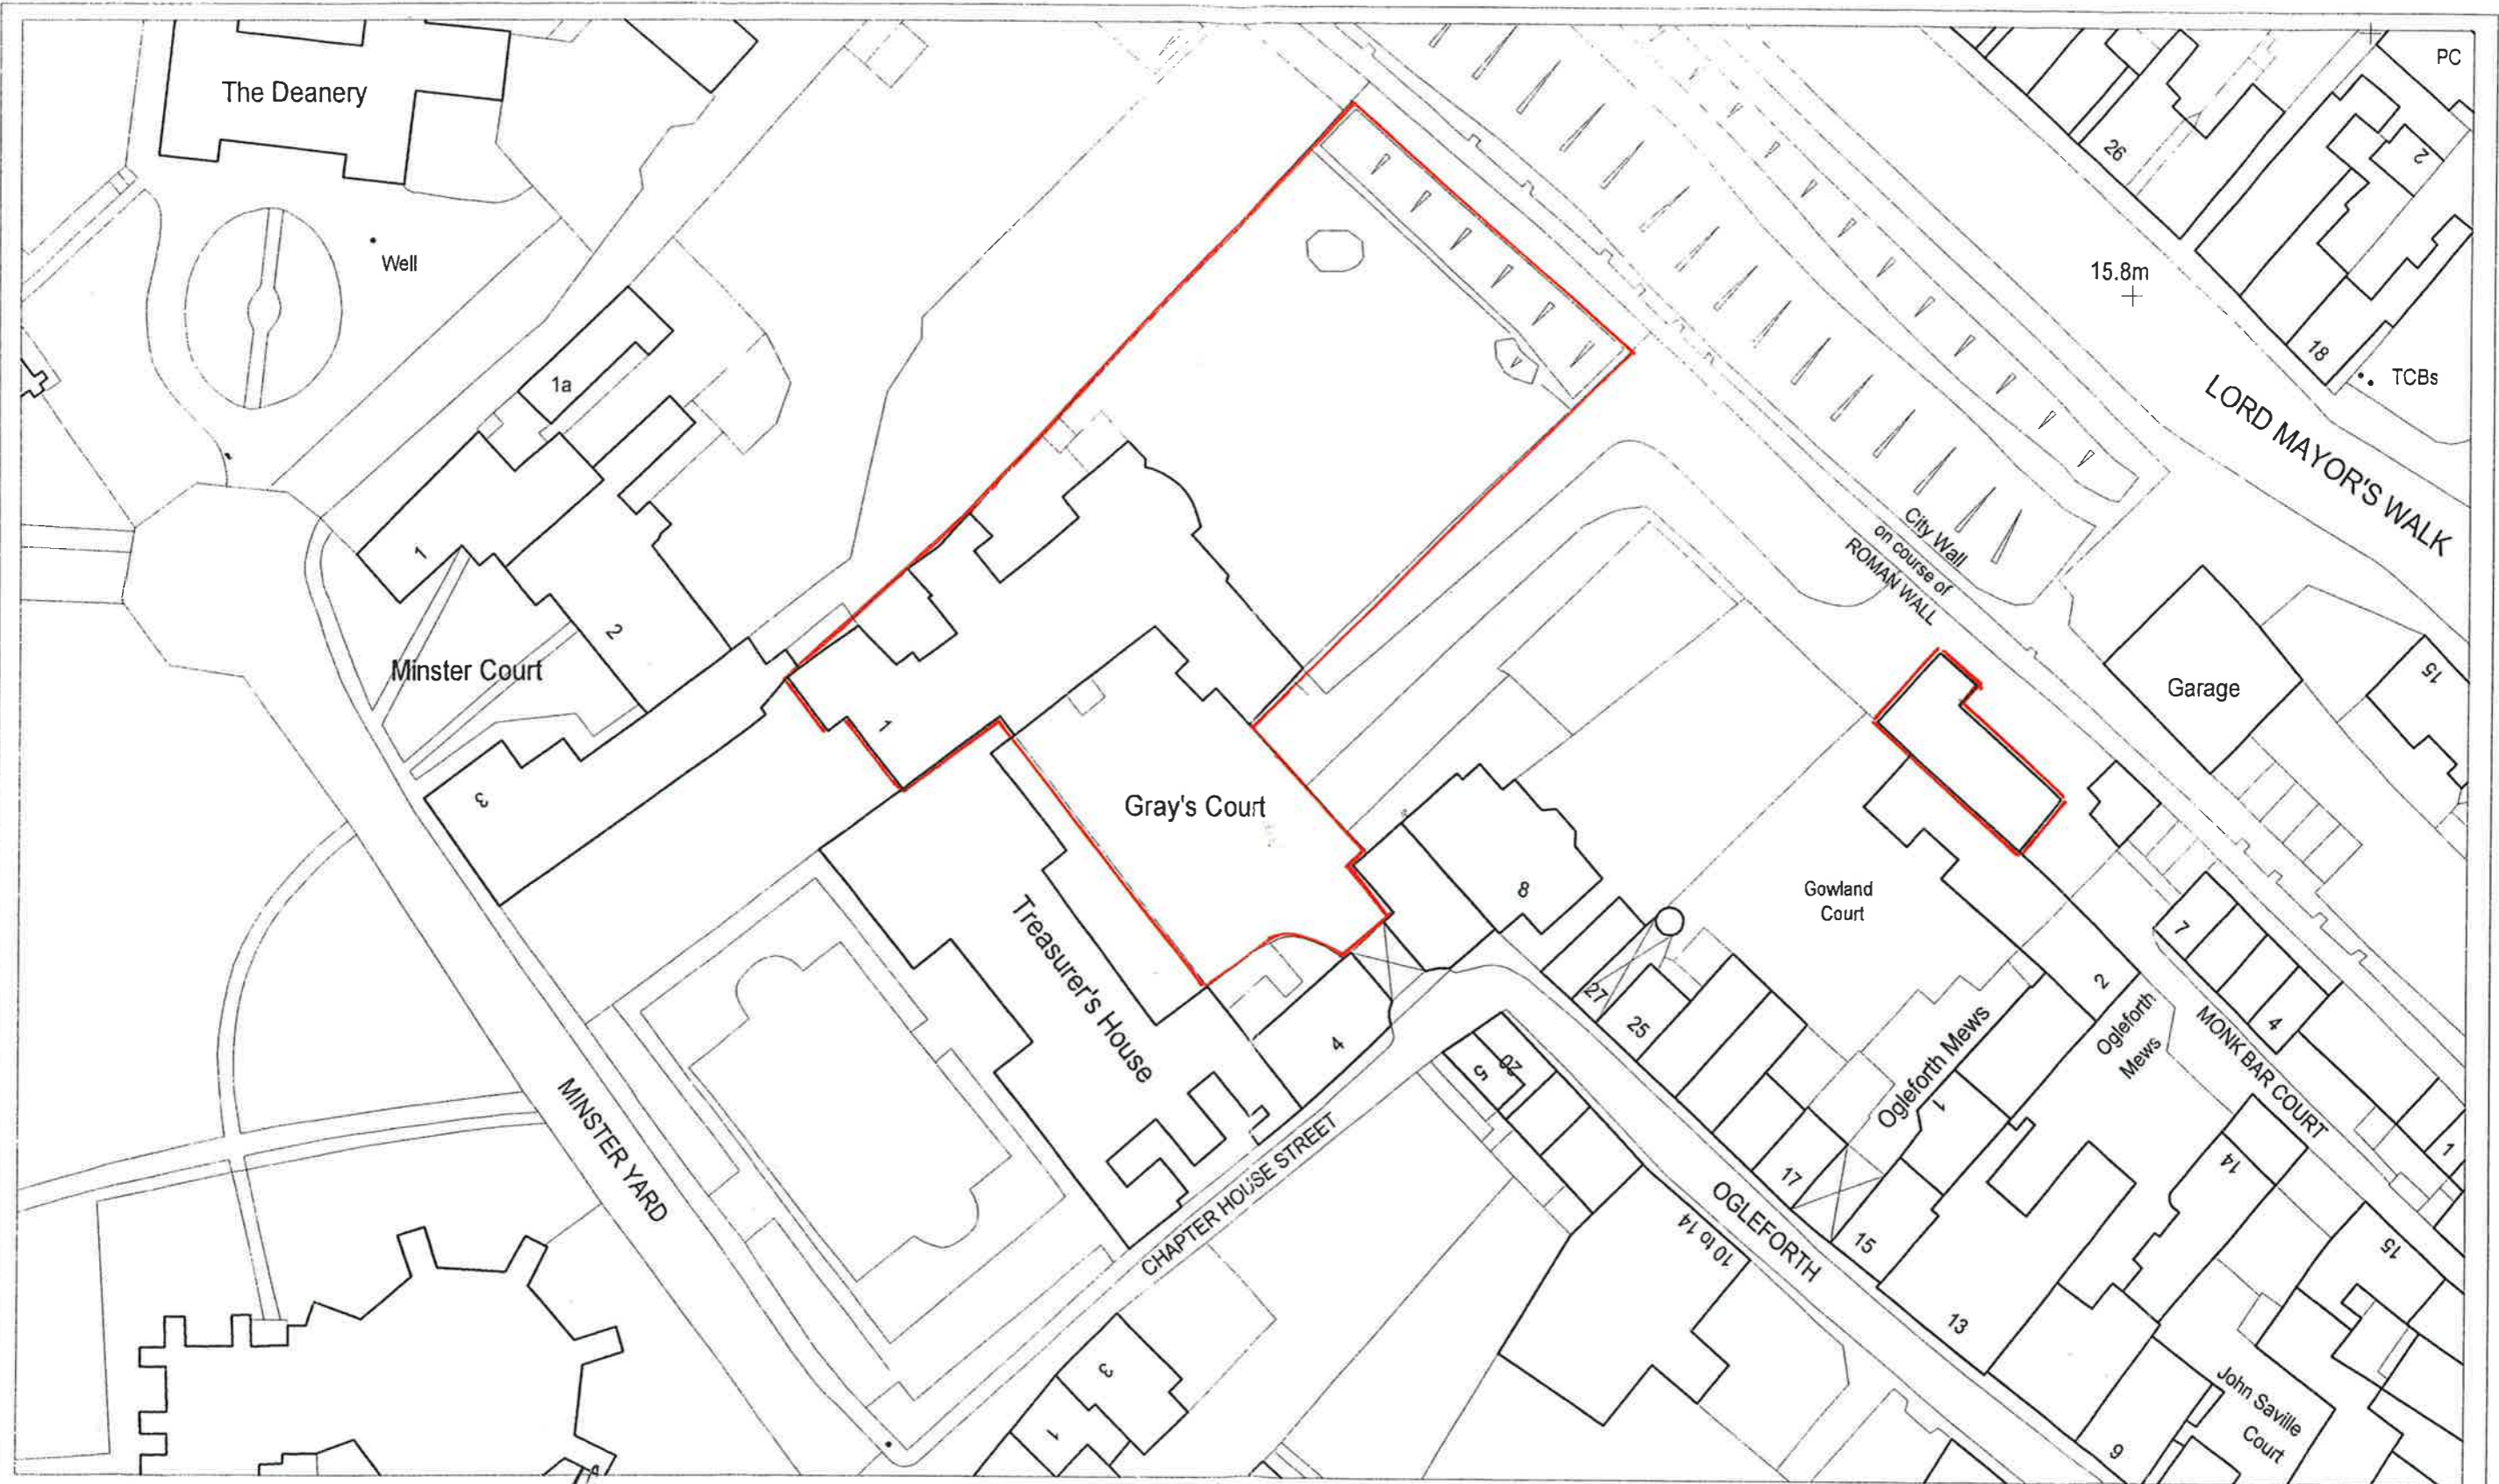 The Deanery
PC
26
2
Well
15.8m
18
TCBs
1a
LORD MAYOR'S WALK
1
2
City Wall
on course of
ROMAN WALL
Minster Court
15
Garage
1
3
Gray's Court
8
Gowland
Court
7
Treasurer's House
27
25
4
20
5
2
4
Ogleforth Mews
1
Ogleforth
Mews
MONK BAR COURT
1
MINSTER YARD
CHAPTER HOUSE STREET
17
14
OGLEFORTH
10 to 14
15
15
13
3
1
John Saville
Court
9